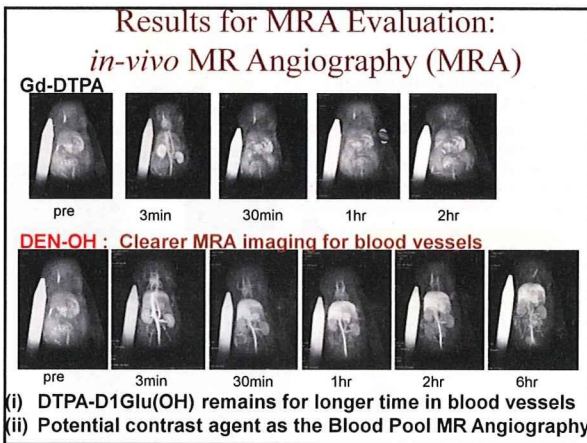 Results for MRA Evaluation:
in-vivo MR Angiography (MRA)
Gd-DTPA
pre 3min 30min 1hr 2hr
DEN-OH : Clearer MRA imaging for blood vessels
pre 3min 30min 1hr 2hr 6hr
(i) DTPA-D1Glu(OH) remains for longer time in blood vessels
(ii) Potential contrast agent as the Blood Pool MR Angiography